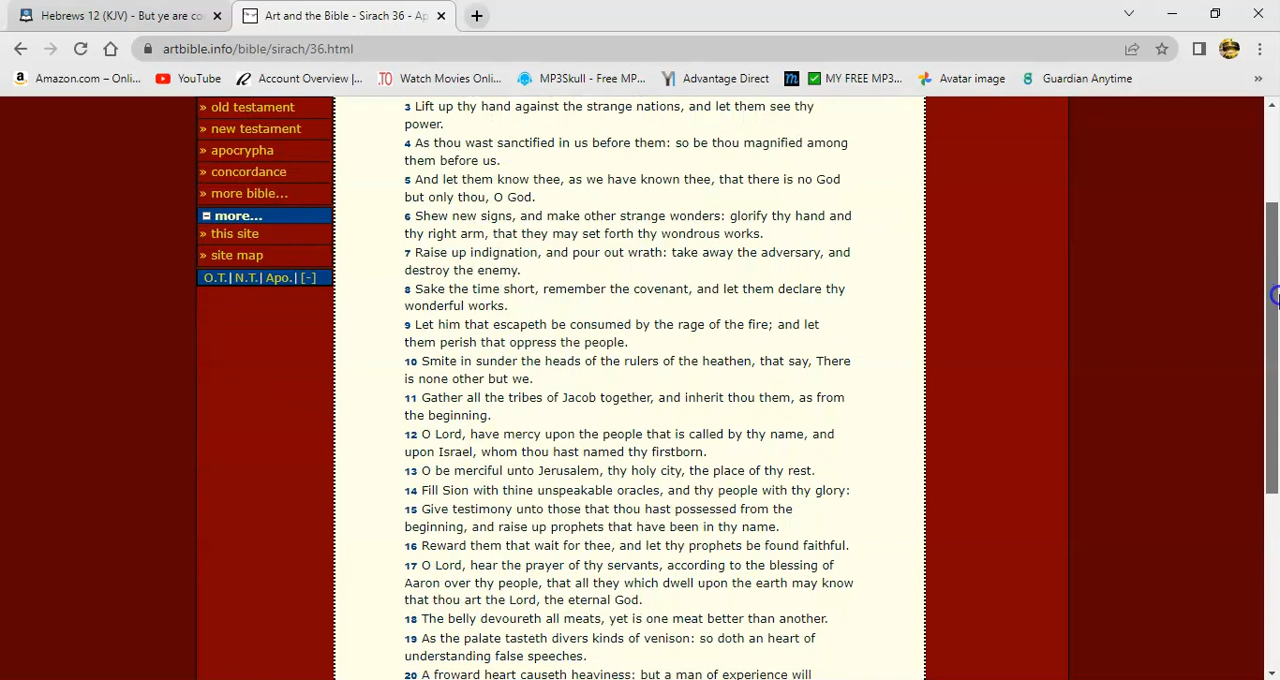 Hebrews 12 (KJV) - But ye are co
Art and the Bible - Sirach 36 - Ap
artbible.info/bible/sirach/36.html
Amazon.com – Onli...
YouTube
Account Overview |...
.TO Watch Movies Onli...
MP3Skull - Free MP...
Advantage Direct
MY FREE MP3...
Avatar image
Guardian Anytime
»
» old testament
» new testament
» apocrypha
» concordance
» more bible...
more...
» this site
» site map
O.T.| N.T.| Apo.| [-]
3 Lift up thy hand against the strange nations, and let them see thy
power.
4 As thou wast sanctified in us before them: so be thou magnified among
them before us.
5 And let them know thee, as we have known thee, that there is no God
but only thou, O God.
6 Shew new signs, and make other strange wonders: glorify thy hand and
thy right arm, that they may set forth thy wondrous works.
7 Raise up indignation, and pour out wrath: take away the adversary, and
destroy the enemy.
8 Sake the time short, remember the covenant, and let them declare thy
wonderful works.
9 Let him that escapeth be consumed by the rage of the fire; and let
them perish that oppress the people.
10 Smite in sunder the heads of the rulers of the heathen, that say, There
is none other but we.
11 Gather all the tribes of Jacob together, and inherit thou them, as from
the beginning.
12 O Lord, have mercy upon the people that is called by thy name, and
upon Israel, whom thou hast named thy firstborn.
13 O be merciful unto Jerusalem, thy holy city, the place of thy rest.
14 Fill Sion with thine unspeakable oracles, and thy people with thy glory:
15 Give testimony unto those that thou hast possessed from the
beginning, and raise up prophets that have been in thy name.
16 Reward them that wait for thee, and let thy prophets be found faithful.
17 O Lord, hear the prayer of thy servants, according to the blessing of
Aaron over thy people, that all they which dwell upon the earth may know
that thou art the Lord, the eternal God.
18 The belly devoureth all meats, yet is one meat better than another.
19 As the palate tasteth divers kinds of venison: so doth an heart of
understanding false speeches.
20 A froward heart causeth heaviness: but a man of experience will